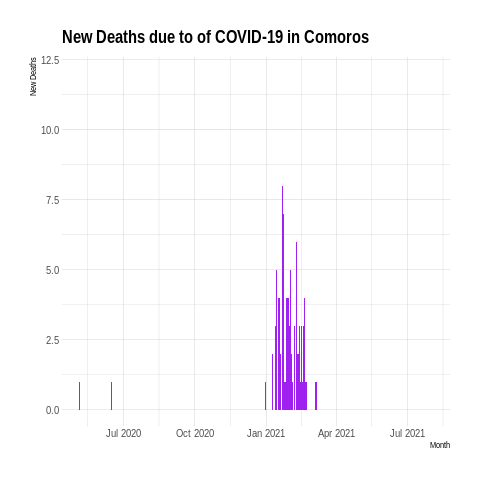 New Deaths due to of COVID-19 in Comoros
New Deaths
12.5
10.0
7.5
5.0
2.5
0.0
Jul 2020 Oct 2020 Jan 2021 Apr 2021 Jul 2021
Month